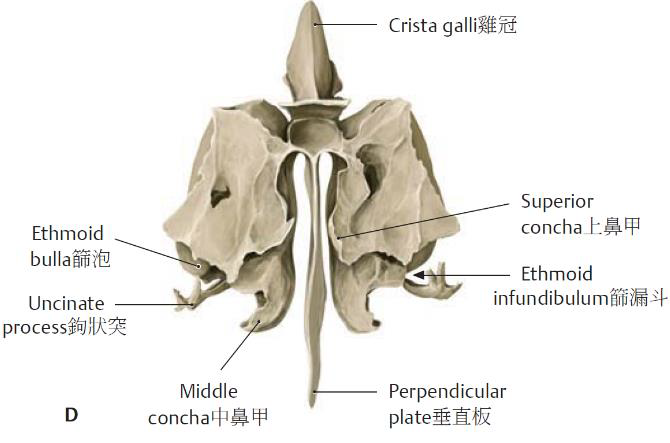 Crista galli雞冠
Superior
concha上鼻甲
Ethmoid
bulla篩泡
Ethmoid
infundibulum篩漏斗
Uncinate
process鉤狀突
Middle
concha中鼻甲
Perpendicular
plate垂直板
D